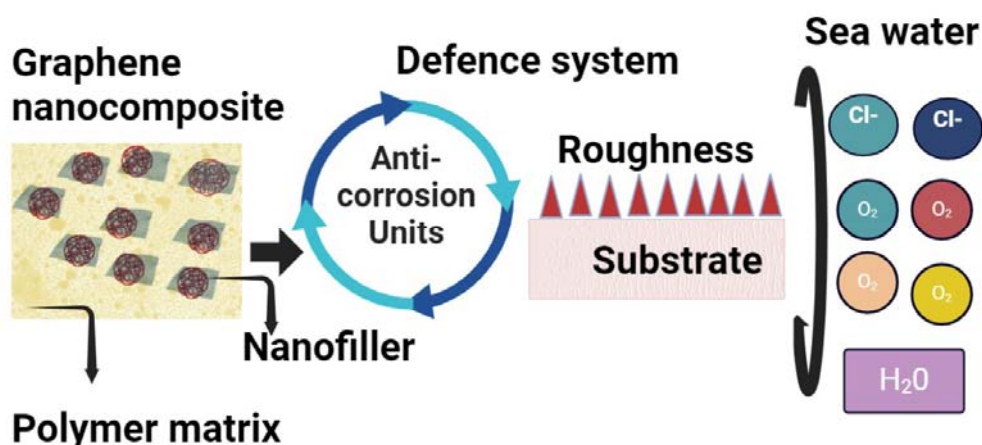 Graphene
nanocomposite
Defence system
Anti-
corrosion
Units
Nanofiller
Polymer matrix
Roughness
Substrate
Sea water
Cl- Cl-
O₂ O₂
O₂ O₂
H₂0